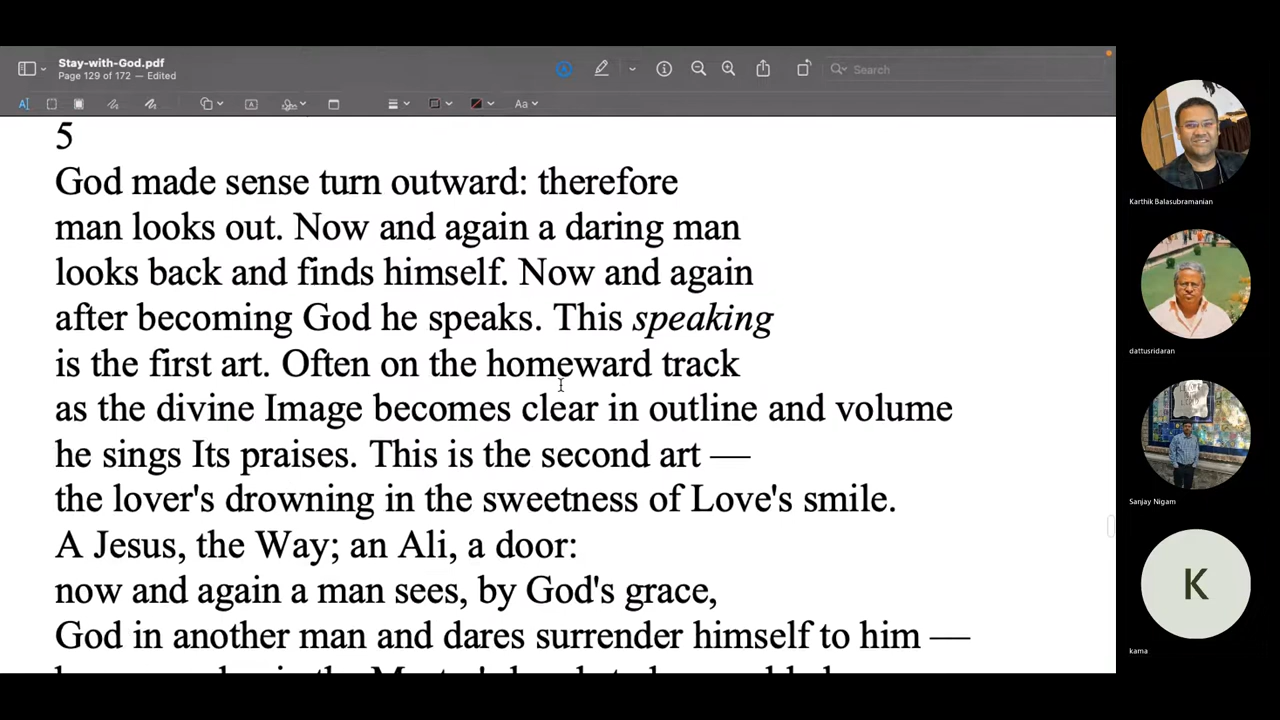 Stay-with-God.pdf
Page 129 of 172 — Edited
Search
Aa
5
God made sense turn outward: therefore
man looks out. Now and again a daring man
looks back and finds himself. Now and again
after becoming God he speaks. This speaking
is the first art. Often on the homeward track
as the divine Image becomes clear in outline and volume
he sings Its praises. This is the second art —
the lover's drowning in the sweetness of Love's smile.
A Jesus, the Way; an Ali, a door:
now and again a man sees, by God's grace,
God in another man and dares surrender himself to him —
Karthik Balasubramanian
dattusridaran
Sanjay Nigam
K
kama